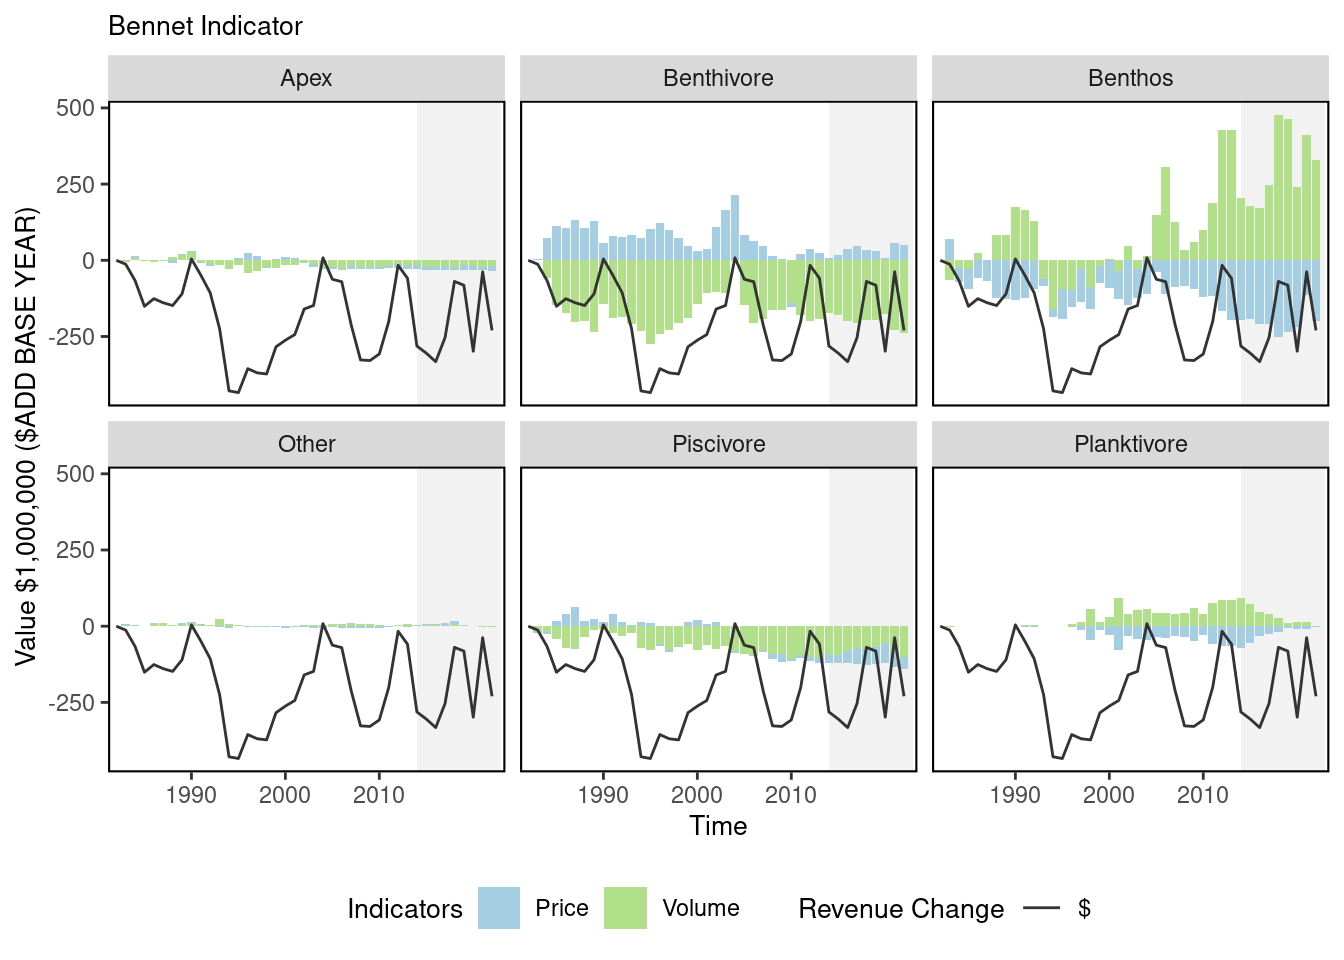 Bennet Indicator
Apex
Benthivore
Benthos
500
250
0
-250
Other
Piscivore
Planktivore
500
250
0
-250
1990 2000 2010
1990 2000 2010
1990 2000 2010
Value $1,000,000 ($ADD BASE YEAR)
Time
Indicators Price Volume Revenue Change $